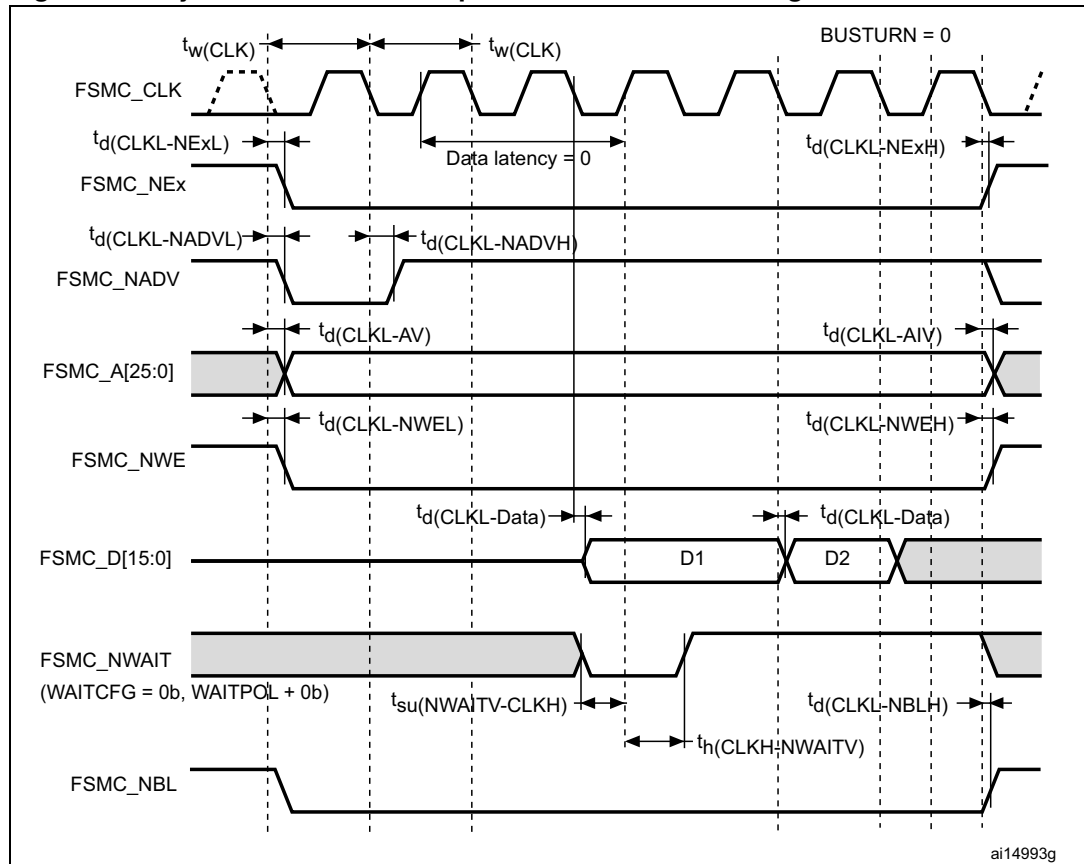 BUSTURN = 0
tw(CLK) tw(CLK)
FSMC_CLK
td(CLKL-NExL) Data latency = 0 td(CLKL-NExH)
FSMC_NEx
td(CLKL-NADVL) td(CLKL-NADVH)
FSMC_NADV
td(CLKL-AV) td(CLKL-AIV)
FSMC_A[25:0]
td(CLKL-NWEL) td(CLKL-NWEH)
FSMC_NWE
td(CLKL-Data) td(CLKL-Data)
FSMC_D[15:0] D1 D2
FSMC_NWAIT
(WAITCFG = 0b, WAITPOL + 0b)
tsu(NWAITV-CLKH) td(CLKL-NBLH)
th(CLKH-NWAITV)
FSMC_NBL
ai14993g